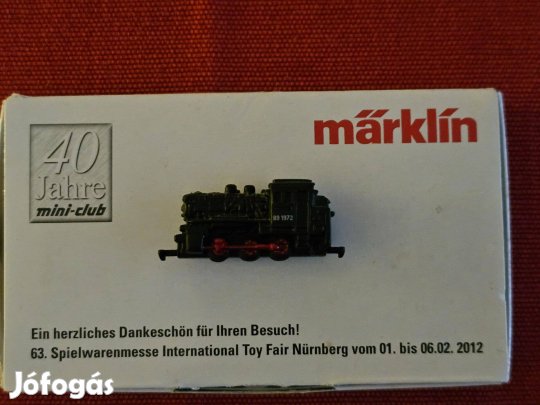 40
Jahre
mini-club
märklin
89 1972
Ein herzliches Dankeschön für Ihren Besuch!
63. Spielwarenmesse International Toy Fair Nürnberg vom 01. bis 06.02. 2012
Jófogás